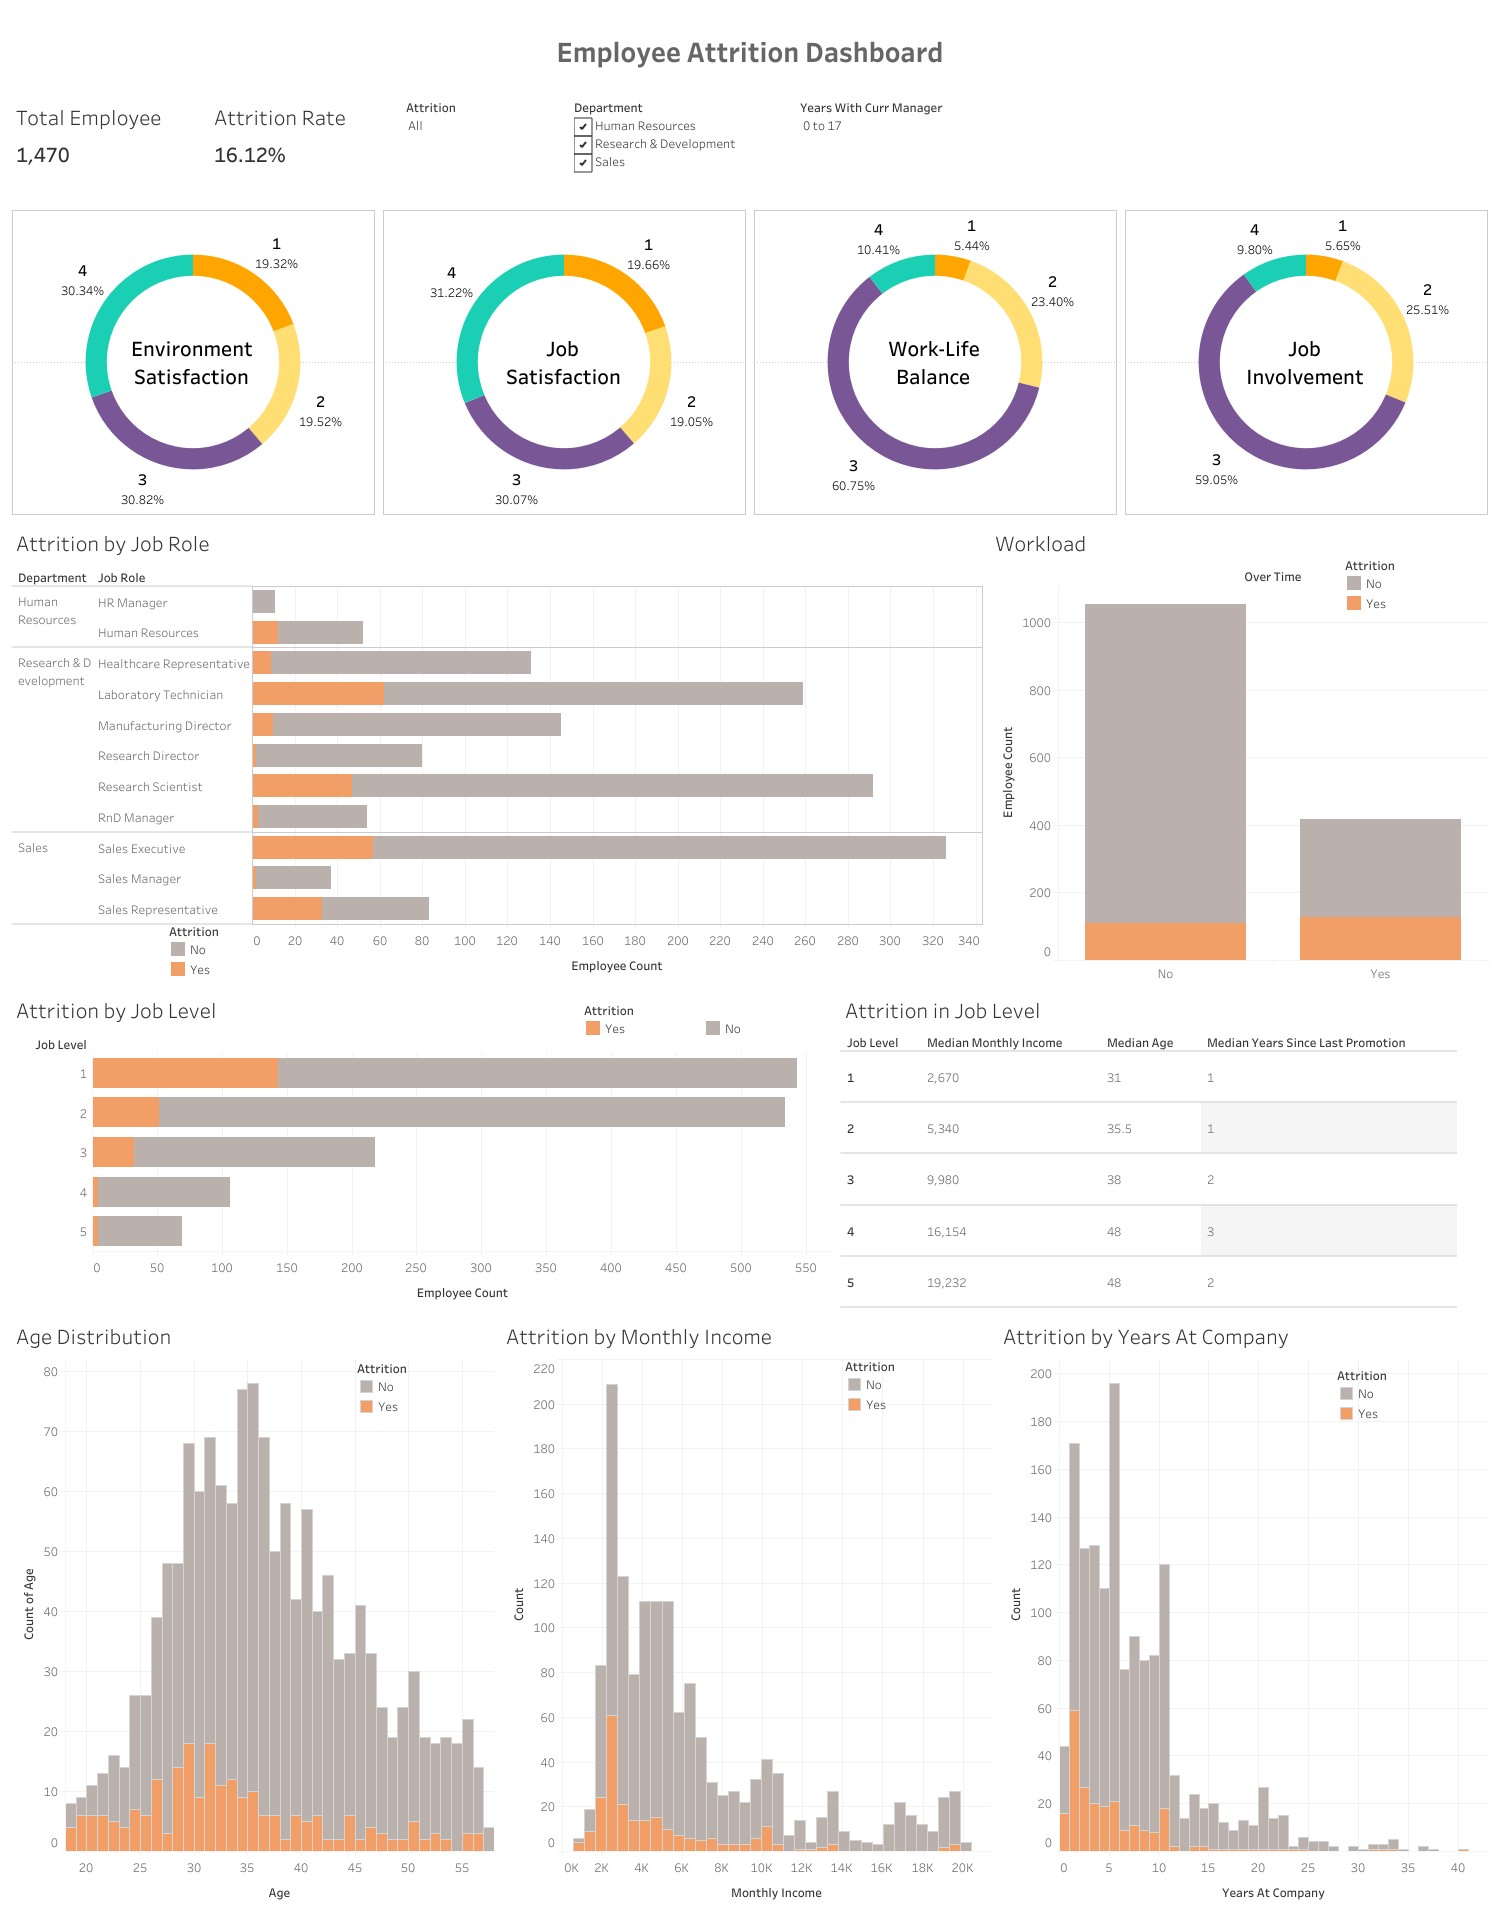 Employee Attrition Dashboard
Total Employee
1,470
Attrition Rate
16.12%
Attrition
All
Department
Human Resources
Research & Development
Sales
Years With Curr Manager
0 to 17
1
19.32%
4
30.34%
Environment
Satisfaction
2
19.52%
3
30.82%
1
19.66%
4
31.22%
Job
Satisfaction
2
19.05%
3
30.07%
4
10.41%
1
5.44%
2
23.40%
Work-Life
Balance
3
60.75%
4
9.80%
1
5.65%
2
25.51%
Job
Involvement
3
59.05%
Attrition by Job Role
Department Job Role
Human
Resources
HR Manager
Human Resources
Research & D
evelopment
Healthcare Representative
Laboratory Technician
Manufacturing Director
Research Director
Research Scientist
RnD Manager
Sales
Sales Executive
Sales Manager
Sales Representative
0 20 40 60 80 100 120 140 160 180 200 220 240 260 280 300 320 340
Employee Count
Attrition
No
Yes
Workload
Over Time
Attrition
No
Yes
1000
800
600
400
200
0
Employee Count
No Yes
Attrition by Job Level
Attrition
Yes No
Job Level
1
2
3
4
5
0 50 100 150 200 250 300 350 400 450 500 550
Employee Count
Attrition in Job Level
Job Level Median Monthly Income Median Age Median Years Since Last Promotion
1 2,670 31 1
2 5,340 35.5 1
3 9,980 38 2
4 16,154 48 3
5 19,232 48 2
Age Distribution
Attrition
No
Yes
80
70
60
50
40
30
20
10
0
Count of Age
20 25 30 35 40 45 50 55
Age
Attrition by Monthly Income
Attrition
No
Yes
220
200
180
160
140
120
100
80
60
40
20
0
Count
0K 2K 4K 6K 8K 10K 12K 14K 16K 18K 20K
Monthly Income
Attrition by Years At Company
Attrition
No
Yes
200
180
160
140
120
100
80
60
40
20
0
Count
0 5 10 15 20 25 30 35 40
Years At Company